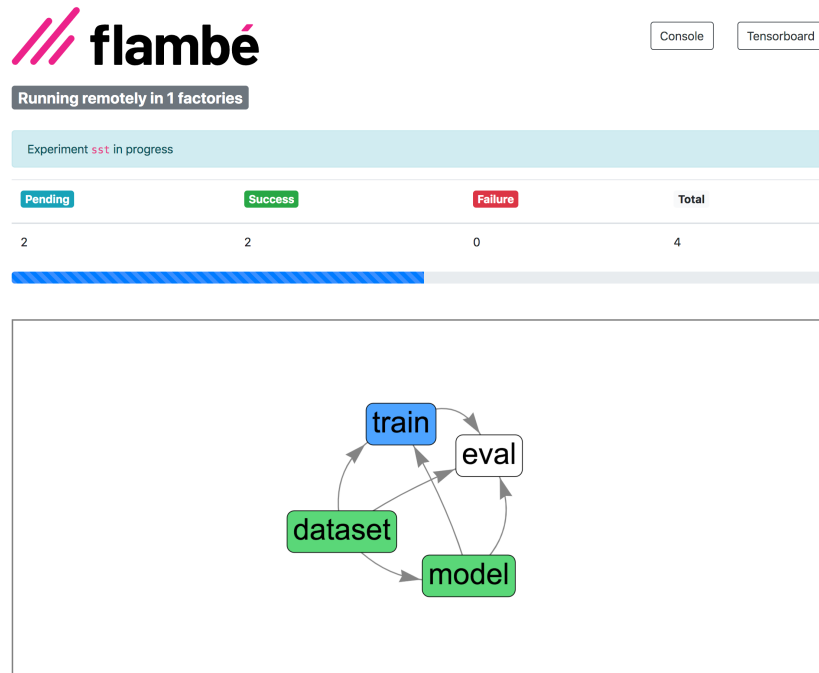 flambé
Console Tensorboard
Running remotely in 1 factories
Experiment sst in progress
Pending Success Failure Total
2 2 0 4
train
eval
dataset
model